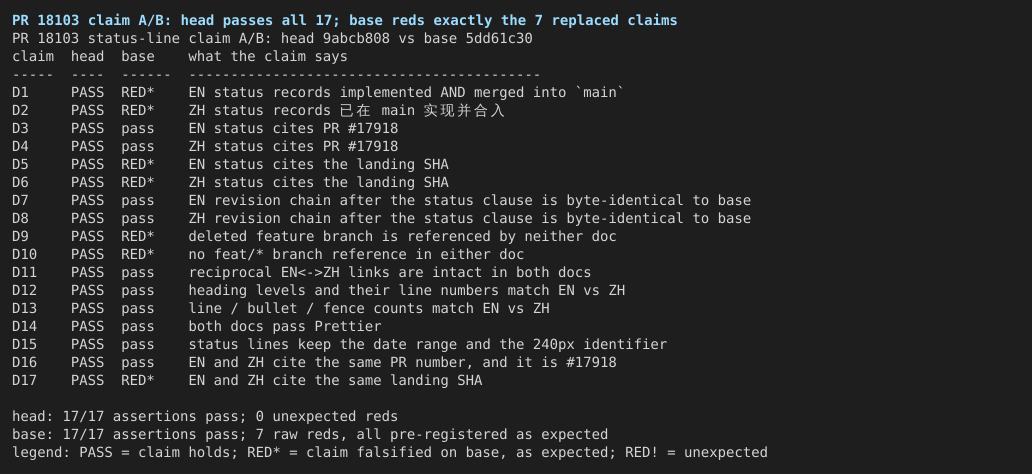 PR 18103 claim A/B: head passes all 17; base reds exactly the 7 replaced claims
PR 18103 status-line claim A/B: head 9abcb808 vs base 5dd61c30
claim  head  base    what the claim says
-----  ----  ------  ------------------------------------------
D1     PASS  RED*    EN status records implemented AND merged into `main`
D2     PASS  RED*    ZH status records 已在 main 实现并合入
D3     PASS  pass    EN status cites PR #17918
D4     PASS  pass    ZH status cites PR #17918
D5     PASS  RED*    EN status cites the landing SHA
D6     PASS  RED*    ZH status cites the landing SHA
D7     PASS  pass    EN revision chain after the status clause is byte-identical to base
D8     PASS  pass    ZH revision chain after the status clause is byte-identical to base
D9     PASS  RED*    deleted feature branch is referenced by neither doc
D10    PASS  RED*    no feat/* branch reference in either doc
D11    PASS  pass    reciprocal EN<->ZH links are intact in both docs
D12    PASS  pass    heading levels and their line numbers match EN vs ZH
D13    PASS  pass    line / bullet / fence counts match EN vs ZH
D14    PASS  pass    both docs pass Prettier
D15    PASS  pass    status lines keep the date range and the 240px identifier
D16    PASS  pass    EN and ZH cite the same PR number, and it is #17918
D17    PASS  RED*    EN and ZH cite the same landing SHA
head: 17/17 assertions pass; 0 unexpected reds
base: 17/17 assertions pass; 7 raw reds, all pre-registered as expected
legend: PASS = claim holds; RED* = claim falsified on base, as expected; RED! = unexpected